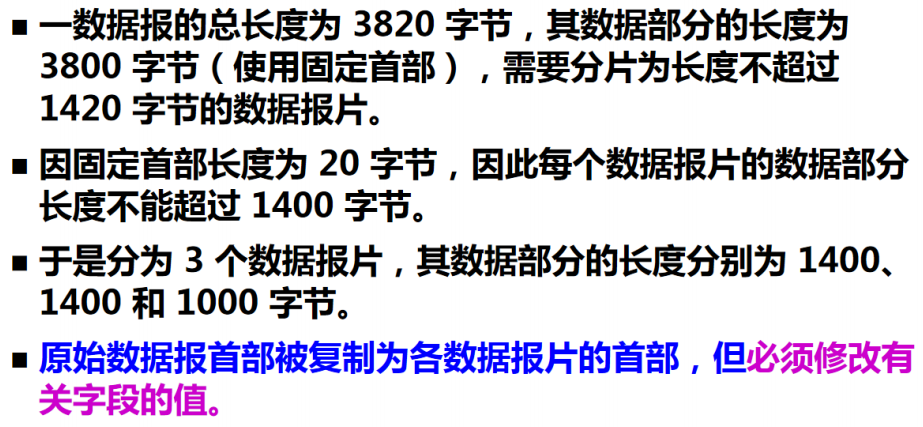 ■ 一数据报的总长度为 3820 字节，其数据部分的长度为
3800 字节（使用固定首部），需要分片为长度不超过
1420 字节的数据报片。
■ 因固定首部长度为 20 字节，因此每个数据报片的数据部分
长度不能超过 1400 字节。
■ 于是分为 3 个数据报片，其数据部分的长度分别为 1400、
1400 和 1000 字节。
■ 原始数据报首部被复制为各数据报片的首部，但必须修改有
关字段的值。